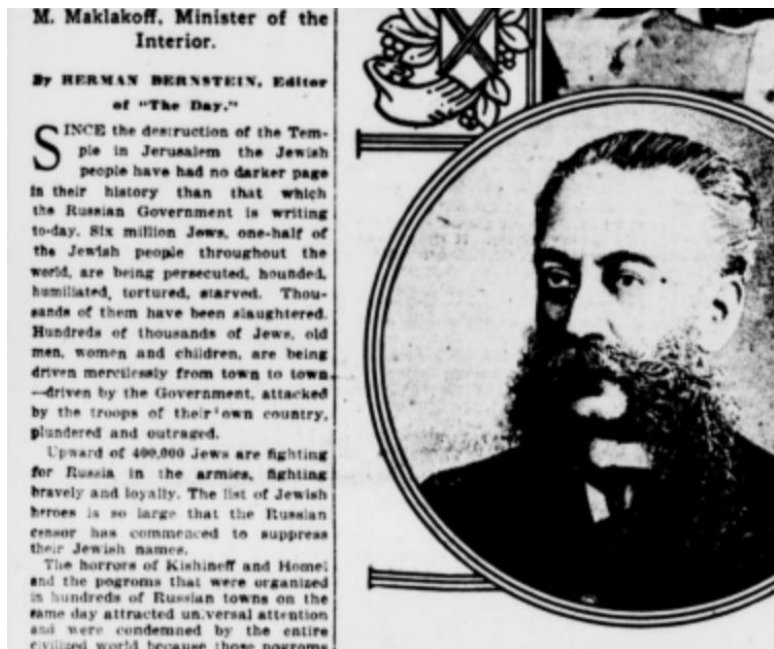 M. Maklakoff, Minister of the
Interior.
By HERMAN BERNSTEIN, Editor
of "The Day."
SINCE the destruction of the Tem-
ple in Jerusalem the Jewish
people have had no darker page
in their history than that which
the Russian Government is writing
to-day. Six million Jews, one-half of
the Jewish people throughout the
world, are being persecuted, hounded,
humiliated, tortured, starved. Thou-
sands of them have been slaughtered.
Hundreds of thousands of Jews, old
men, women and children, are being
driven mercilessly from town to town
—driven by the Government, attacked
by the troops of their own country,
plundered and outraged.
Upward of 400,000 Jews are fighting
for Russia in the armies, fighting
bravely and loyally. The list of Jewish
heroes is so large that the Russian
censor has commenced to suppress
their Jewish names.
The horrors of Kishineff and Homel
and the pogroms that were organized
in hundreds of Russian towns on the
same day attracted universal attention
and were condemned by the entire
civilized world because those pogroms